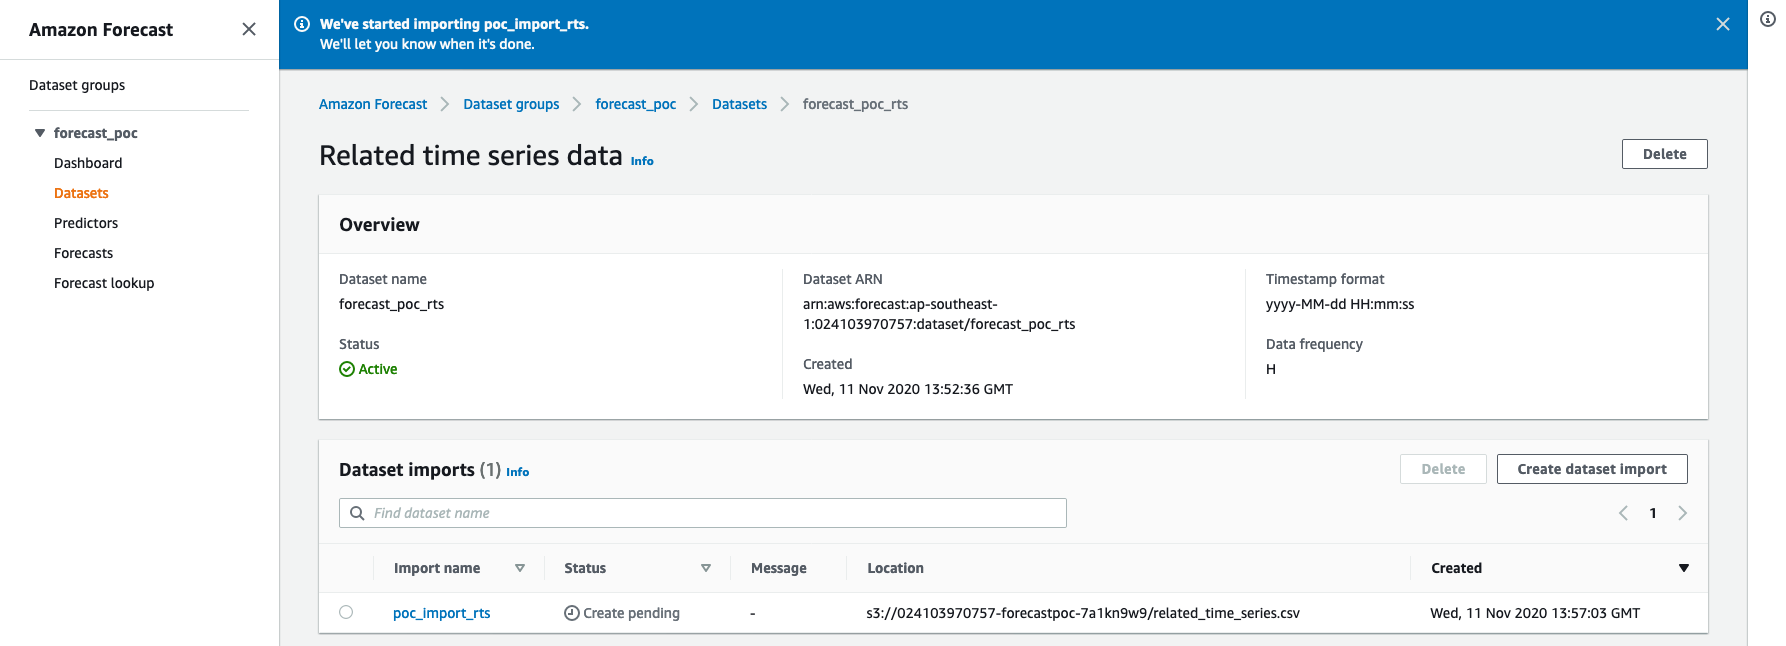 Amazon Forecast
Dataset groups
forecast_poc
Dashboard
Datasets
Predictors
Forecasts
Forecast lookup
We've started importing poc_import_rts.
We'll let you know when it's done.
Amazon Forecast
Dataset groups
forecast_poc
Datasets
forecast_poc_rts
Related time series data Info
Delete
Overview
Dataset name
forecast_poc_rts
Status
Active
Dataset ARN
arn:aws:forecast:ap-southeast-
1:024103970757:dataset/forecast_poc_rts
Created
Wed, 11 Nov 2020 13:52:36 GMT
Timestamp format
yyyy-MM-dd HH:mm:ss
Data frequency
H
Dataset imports (1) Info
Delete
Create dataset import
Find dataset name
1
Import name Status Message Location Created
poc_import_rts Create pending - s3://024103970757-forecastpoc-7a1kn9w9/related_time_series.csv Wed, 11 Nov 2020 13:57:03 GMT